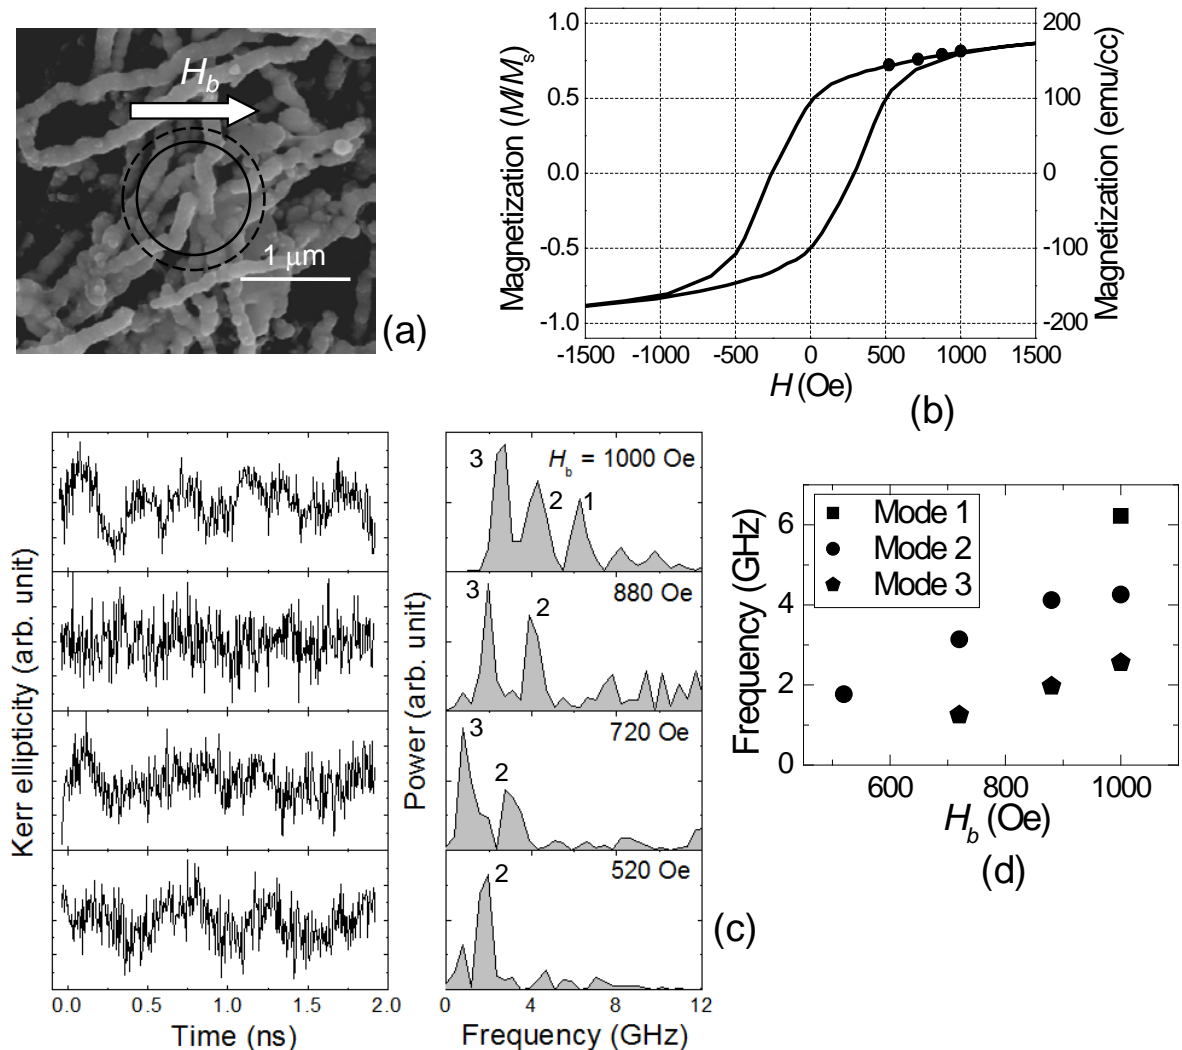 H_b
1 μm
(a)
Magnetization (M/M_s)
1.0
0.5
0.0
-0.5
-1.0
200
100
0
-100
-200
Magnetization (emu/cc)
-1500 -1000 -500 0 500 1000 1500
H (Oe)
(b)
Kerr ellipticity (arb. unit)
0.0 0.5 1.0 1.5 2.0
Time (ns)
Power (arb. unit)
3 2 1
H_b = 1000 Oe
3 2
880 Oe
3 2
720 Oe
2
520 Oe
0 4 8 12
Frequency (GHz)
(c)
Frequency (GHz)
6
4
2
0
Mode 1
Mode 2
Mode 3
600 800 1000
H_b (Oe)
(d)